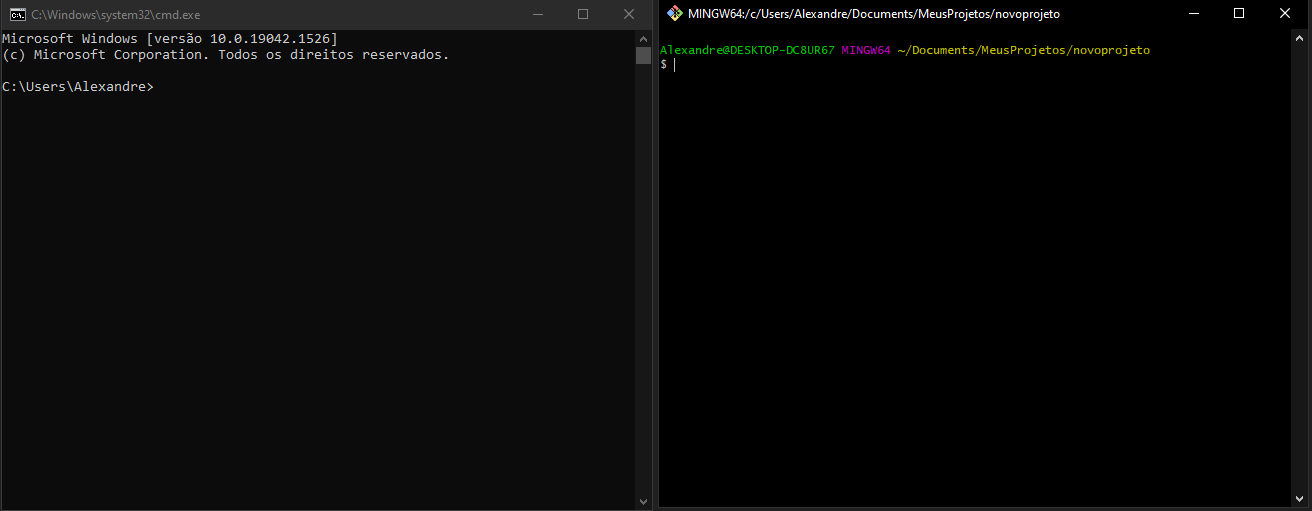 C:\Windows\system32\cmd.exe
Microsoft Windows [versão 10.0.19042.1526]
(c) Microsoft Corporation. Todos os direitos reservados.
C:\Users\Alexandre>
MINGW64:/c/Users/Alexandre/Documents/MeusProjetos/novoprojeto
Alexandre@DESKTOP-DC8UR67 MINGW64 ~/Documents/MeusProjetos/novoprojeto
$